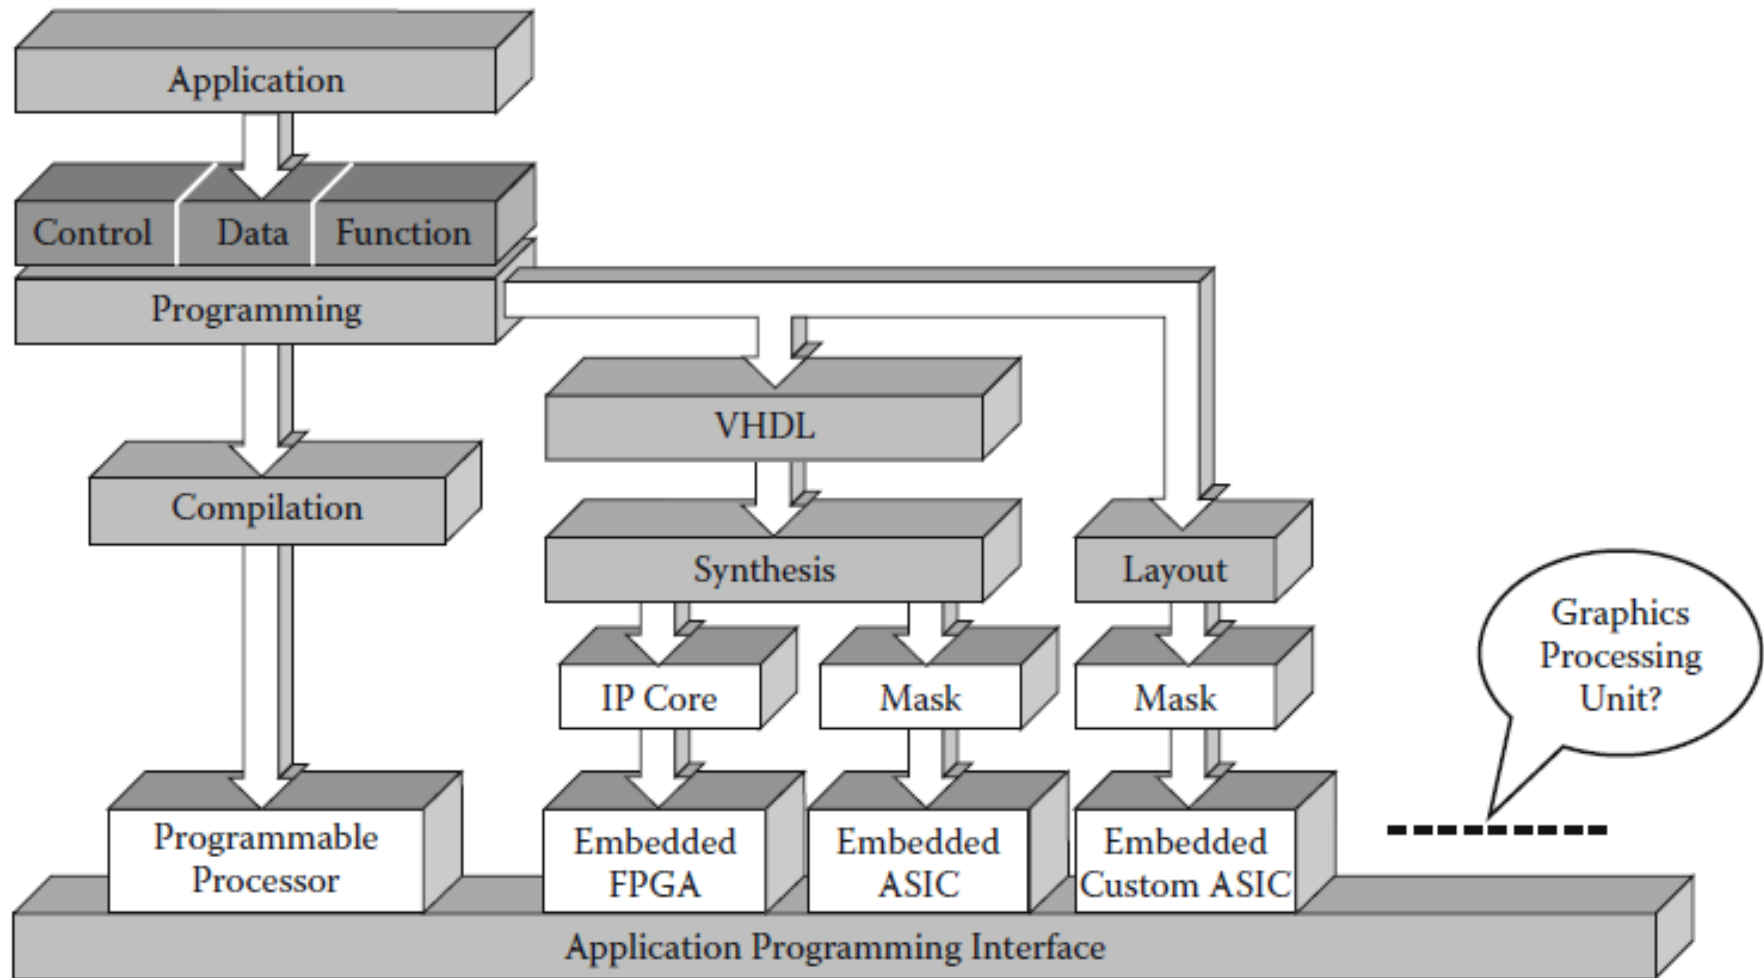 Application
Control Data Function
Programming
VHDL
Compilation
Synthesis
Layout
Graphics
Processing
Unit?
IP Core
Mask
Mask
Programmable
Processor
Embedded
FPGA
Embedded
ASIC
Embedded
Custom ASIC
Application Programming Interface